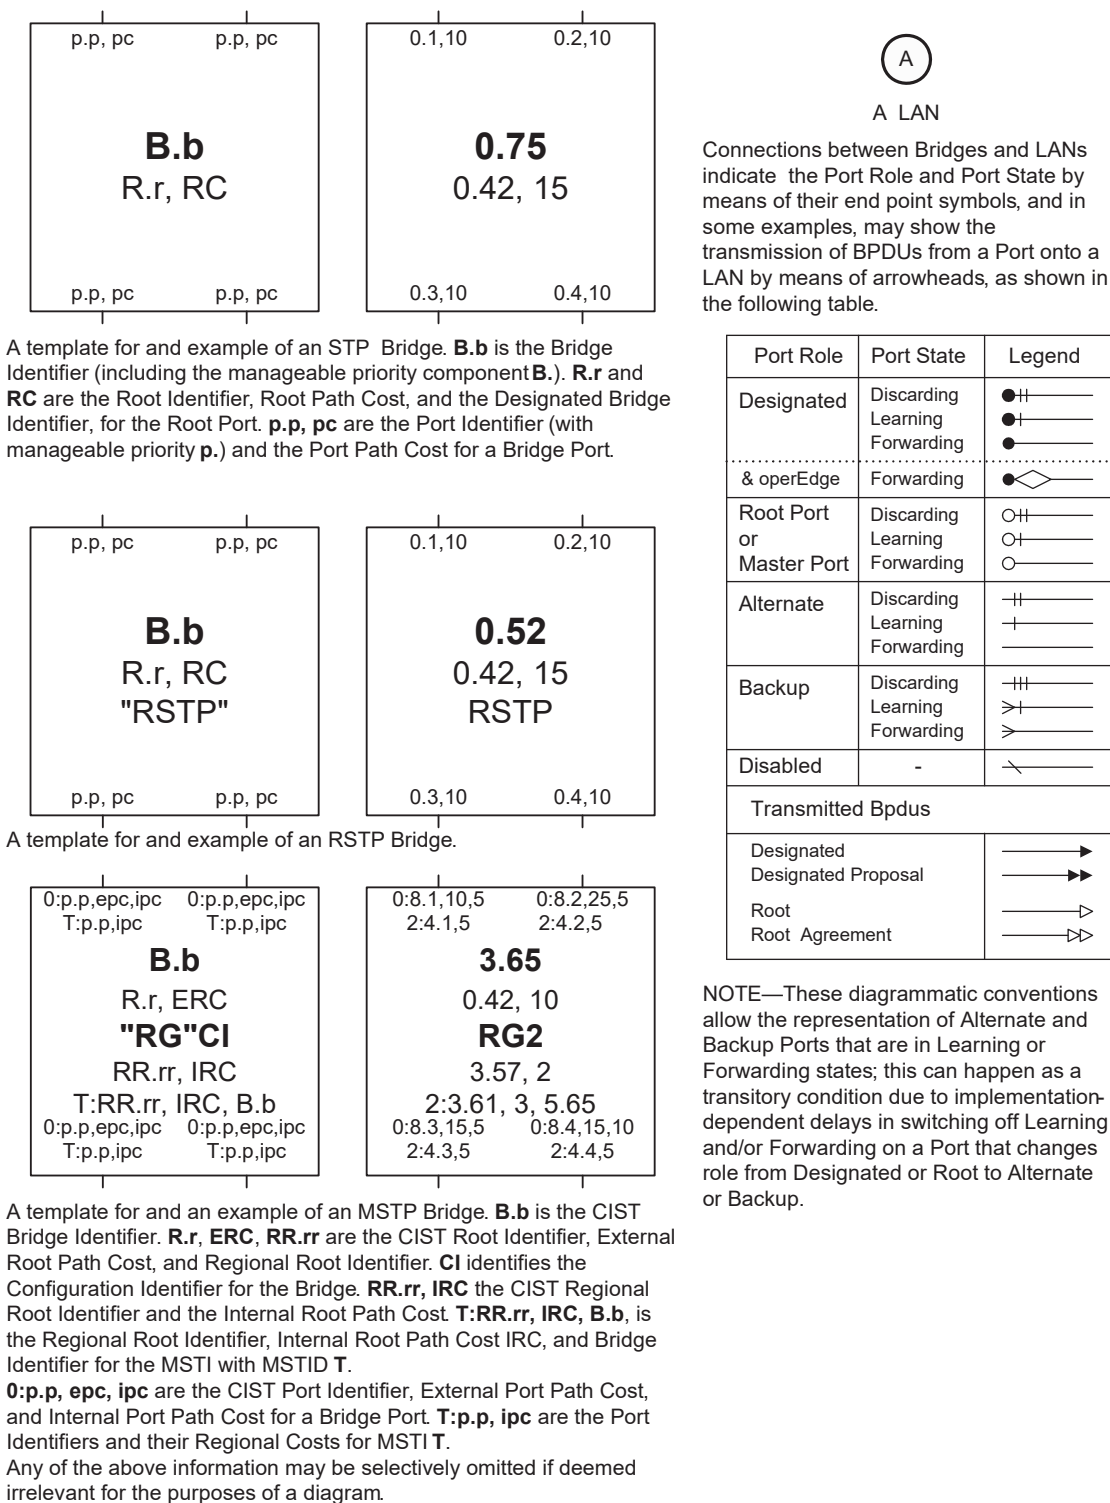 p.p, pc p.p, pc
B.b
R.r, RC
p.p, pc p.p, pc
0.1,10 0.2,10
0.75
0.42, 15
0.3,10 0.4,10
A template for and example of an STP Bridge. B.b is the Bridge
Identifier (including the manageable priority component B.). R.r and
RC are the Root Identifier, Root Path Cost, and the Designated Bridge
Identifier, for the Root Port. p.p, pc are the Port Identifier (with
manageable priority p.) and the Port Path Cost for a Bridge Port.
p.p, pc p.p, pc
B.b
R.r, RC
"RSTP"
p.p, pc p.p, pc
0.1,10 0.2,10
0.52
0.42, 15
RSTP
0.3,10 0.4,10
A template for and example of an RSTP Bridge.
0:p.p,epc,ipc 0:p.p,epc,ipc
T:p.p,ipc T:p.p,ipc
B.b
R.r, ERC
"RG"CI
RR.rr, IRC
T:RR.rr, IRC, B.b
0:p.p,epc,ipc 0:p.p,epc,ipc
T:p.p,ipc T:p.p,ipc
0:8.1,10,5 0:8.2,25,5
2:4.1,5 2:4.2,5
3.65
0.42, 10
RG2
3.57, 2
2:3.61, 3, 5.65
0:8.3,15,5 0:8.4,15,10
2:4.3,5 2:4.4,5
A template for and an example of an MSTP Bridge. B.b is the CIST
Bridge Identifier. R.r, ERC, RR.rr are the CIST Root Identifier, External
Root Path Cost, and Regional Root Identifier. CI identifies the
Configuration Identifier for the Bridge. RR.rr, IRC the CIST Regional
Root Identifier and the Internal Root Path Cost. T:RR.rr, IRC, B.b, is
the Regional Root Identifier, Internal Root Path Cost IRC, and Bridge
Identifier for the MSTI with MSTID T.
0:p.p, epc, ipc are the CIST Port Identifier, External Port Path Cost,
and Internal Port Path Cost for a Bridge Port. T:p.p, ipc are the Port
Identifiers and their Regional Costs for MSTI T.
Any of the above information may be selectively omitted if deemed
irrelevant for the purposes of a diagram.
A
A LAN
Connections between Bridges and LANs
indicate the Port Role and Port State by
means of their end point symbols, and in
some examples, may show the
transmission of BPDUs from a Port onto a
LAN by means of arrowheads, as shown in
the following table.
Port Role Port State Legend
Designated Discarding
Learning
Forwarding
& operEdge Forwarding
Root Port Discarding
or Learning
Master Port Forwarding
Alternate Discarding
Learning
Forwarding
Backup Discarding
Learning
Forwarding
Disabled -
Transmitted Bpdus
Designated
Designated Proposal
Root
Root Agreement
NOTE—These diagrammatic conventions
allow the representation of Alternate and
Backup Ports that are in Learning or
Forwarding states; this can happen as a
transitory condition due to implementation-
dependent delays in switching off Learning
and/or Forwarding on a Port that changes
role from Designated or Root to Alternate
or Backup.